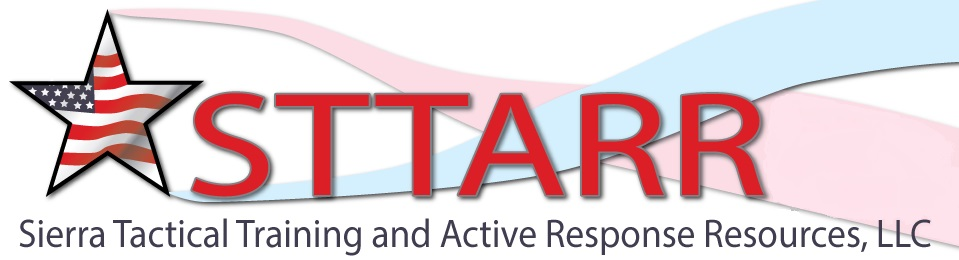 STTARR
Sierra Tactical Training and Active Response Resources, LLC